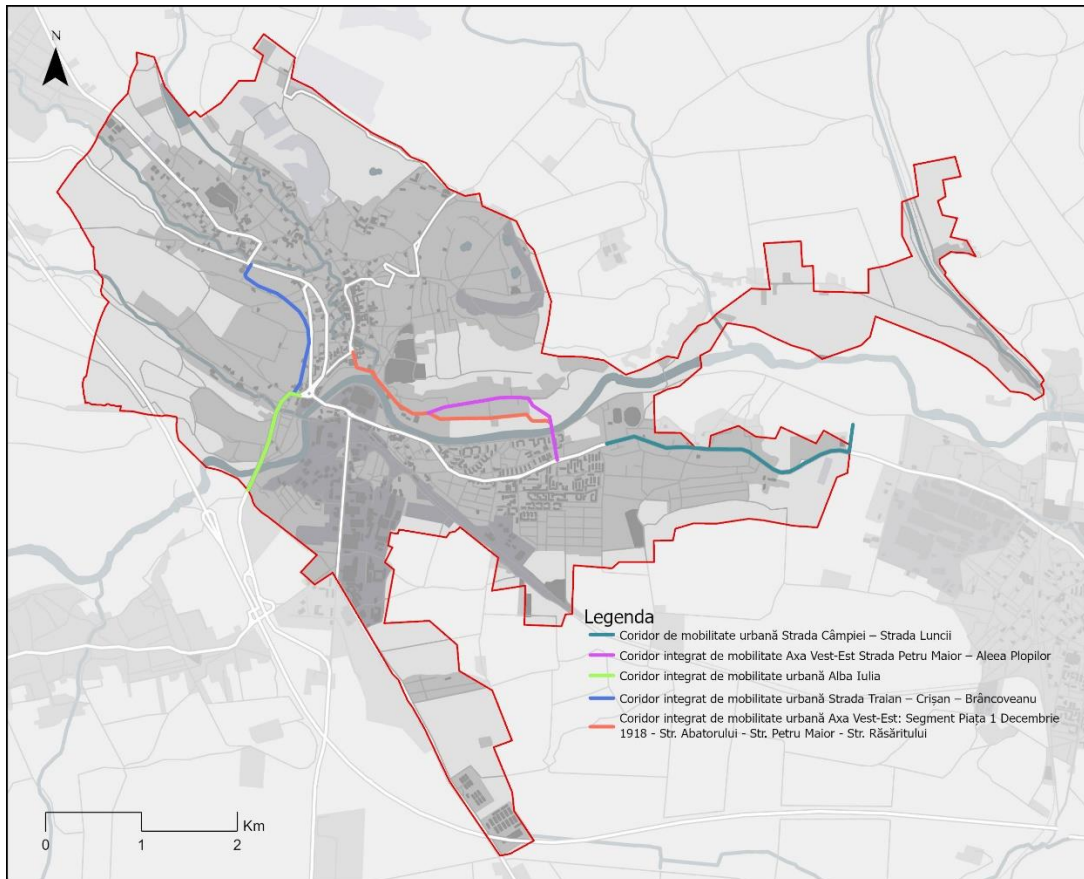 N
Legenda
Coridor de mobilitate urbană Strada Câmpiei – Strada Luncii
Coridor integrat de mobilitate Axa Vest-Est Strada Petru Maior – Aleea Plopilor
Coridor integrat de mobilitate urbană Alba Iulia
Coridor integrat de mobilitate urbană Strada Traian – Crișan – Brâncoveanu
Coridor integrat de mobilitate urbană Axa Vest-Est: Segment Piața 1 Decembrie
1918 - Str. Abatorului - Str. Petru Maior - Str. Răsăritului
Km
0 1 2